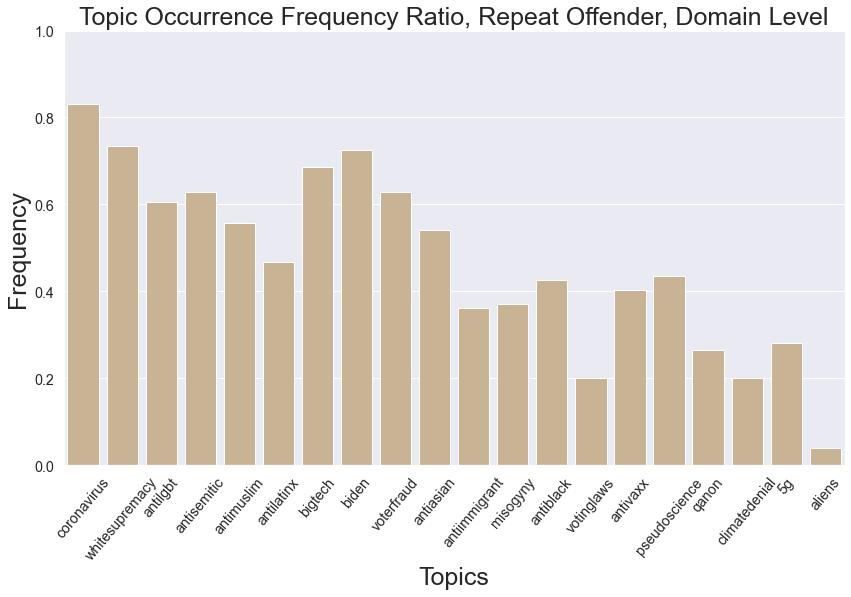 Topic Occurrence Frequency Ratio, Repeat Offender, Domain Level
Frequency
1.0
0.8
0.6
0.4
0.2
0.0
coronavirus
whitesupremacy
antilgbt
antisemitic
antimuslim
antilatinx
bigtech
biden
voterfraud
antiasian
antiimmigrant
misogyny
antiblack
votinglaws
antivaxx
pseudoscience
qanon
climatedenial
5g
aliens
Topics